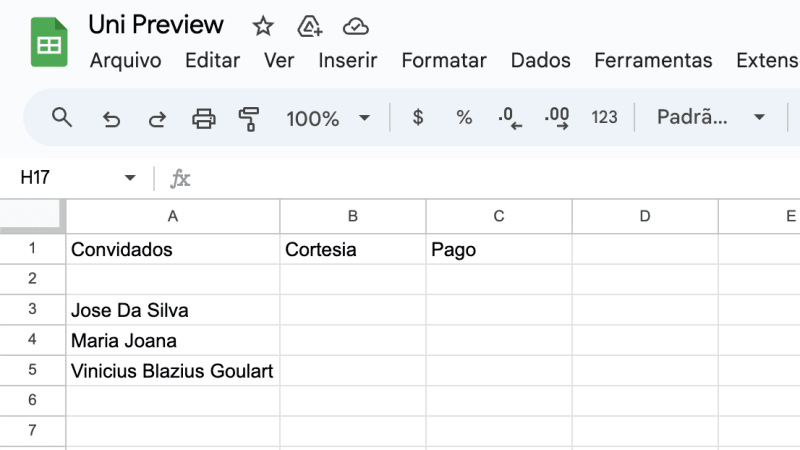 Uni Preview
Arquivo Editar Ver Inserir Formatar Dados Ferramentas Extens
100% $ % .0 .00 123 Padrã...
H17 fx
A B C D E
1 Convidados Cortesia Pago
2
3 Jose Da Silva
4 Maria Joana
5 Vinicius Blazius Goulart
6
7